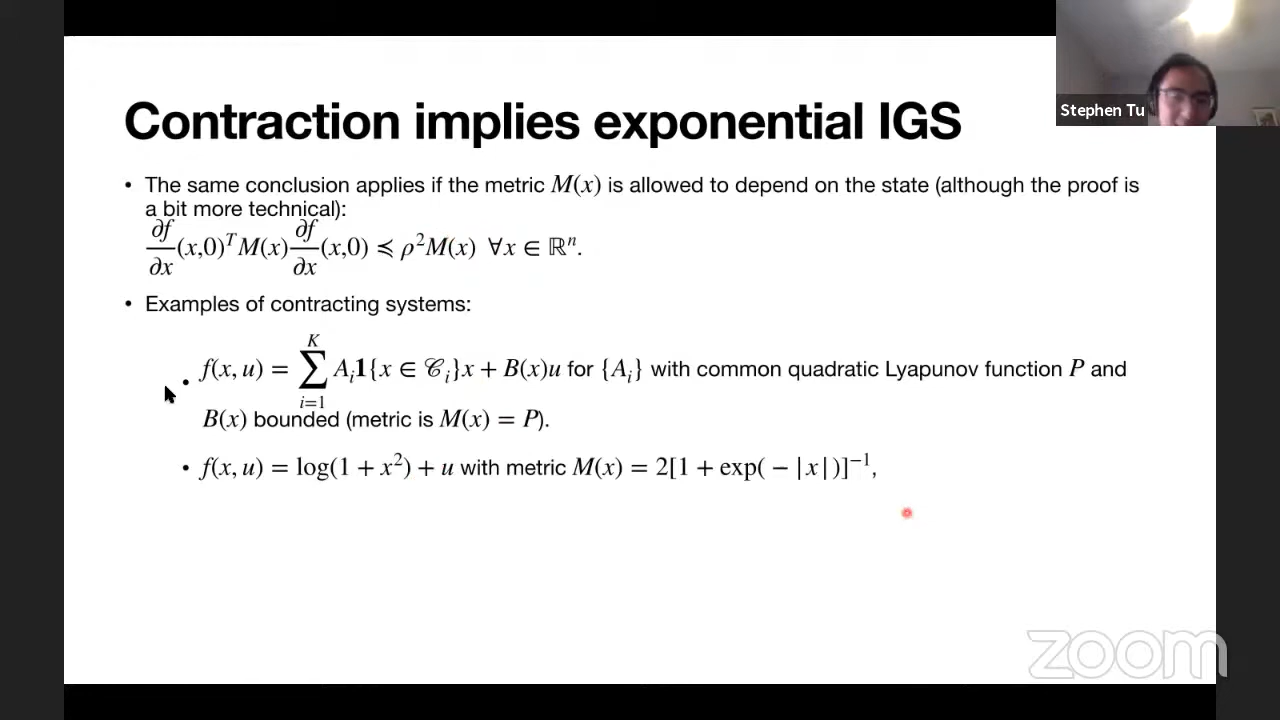 Contraction implies exponential IGS
Stephen Tu
• The same conclusion applies if the metric M(x) is allowed to depend on the state (although the proof is
a bit more technical):
∂f/∂x (x,0)ᵀ M(x) ∂f/∂x (x,0) ≼ ρ²M(x) ∀x ∈ ℝⁿ.
• Examples of contracting systems:
• f(x, u) = ∑_{i=1}^{K} A_i 1{x ∈ 𝒞_i}x + B(x)u for {A_i} with common quadratic Lyapunov function P and
B(x) bounded (metric is M(x) = P).
• f(x, u) = log(1 + x²) + u with metric M(x) = 2[1 + exp( − |x|)]⁻¹,
zoom